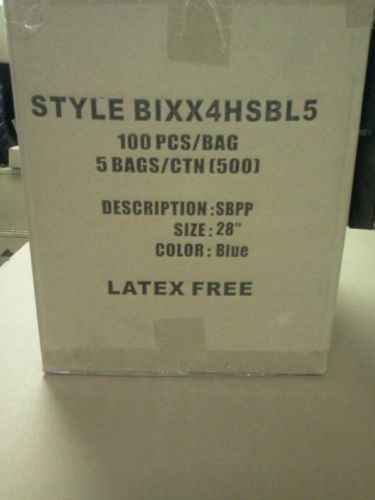 STYLE BIXX4HSBL5
100 PCS/BAG
5 BAGS/CTN (500)
DESCRIPTION : SBPP
SIZE : 28"
COLOR : Blue
LATEX FREE